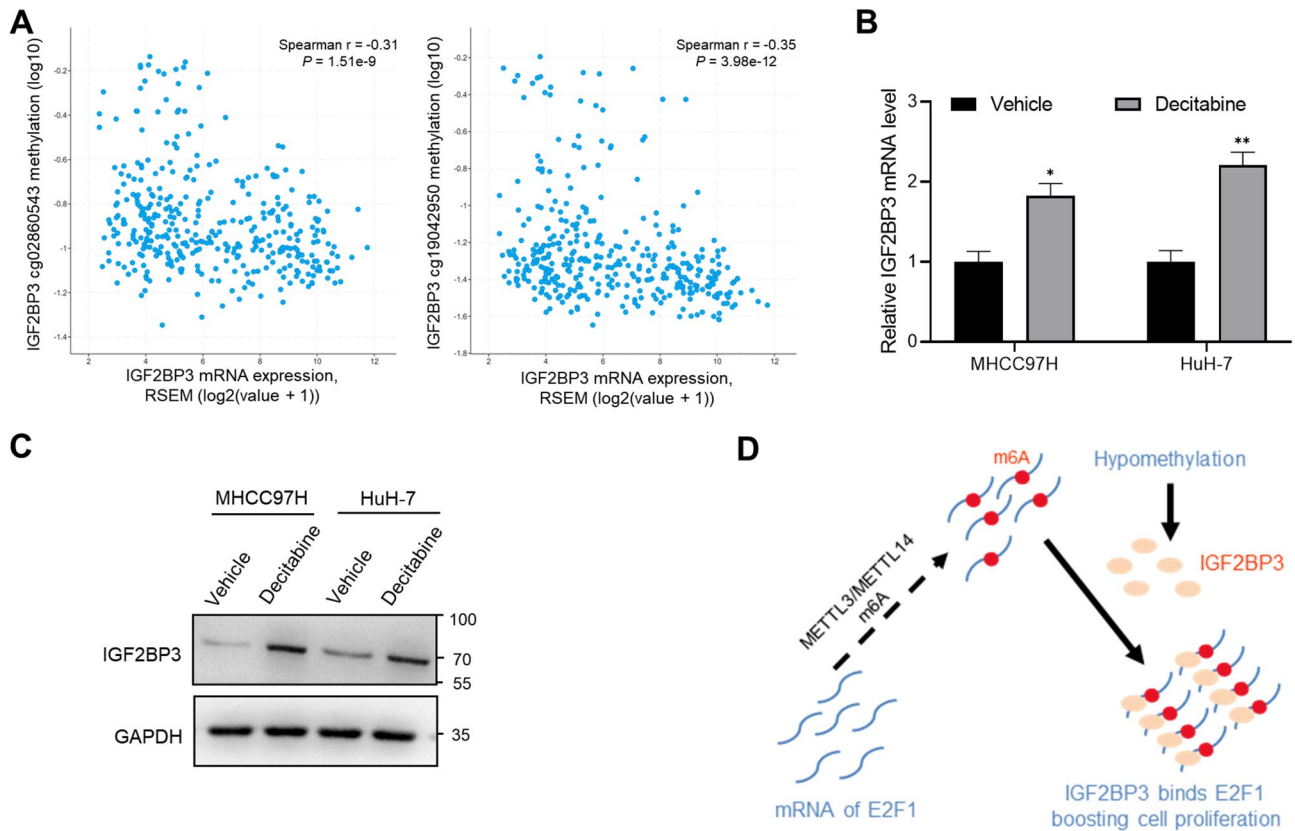 A
IGF2BP3 cg02860543 methylation (log10)
Spearman r = -0.31
P = 1.51e-9
-0.2
-0.4
-0.6
-0.8
-1
-1.2
-1.4
2
4
6
8
10
12
IGF2BP3 mRNA expression,
RSEM (log2(value + 1))
IGF2BP3 cg19042950 methylation (log10)
Spearman r = -0.35
P = 3.98e-12
-0.2
-0.4
-0.6
-0.8
-1
-1.2
-1.4
-1.6
-1.8
2
4
6
8
10
12
IGF2BP3 mRNA expression,
RSEM (log2(value + 1))
B
Relative IGF2BP3 mRNA level
3
2
1
0
Vehicle
Decitabine
*
**
MHCC97H
HuH-7
C
MHCC97H
HuH-7
Vehicle
Decitabine
Vehicle
Decitabine
IGF2BP3
100
70
55
GAPDH
35
D
m6A
Hypomethylation
IGF2BP3
METTL3/METTL14
m6A
mRNA of E2F1
IGF2BP3 binds E2F1
boosting cell proliferation